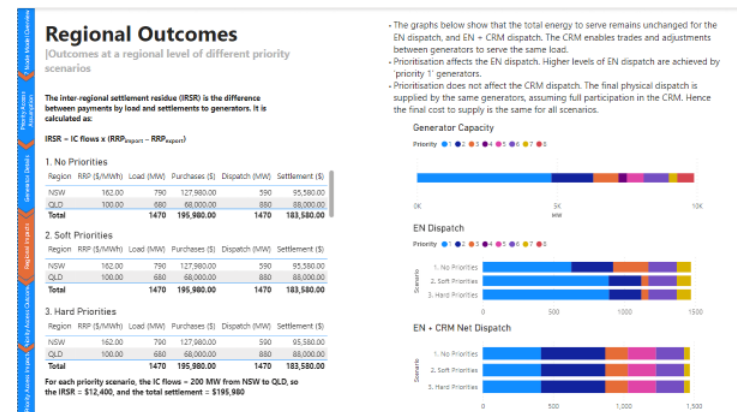 Regional Outcomes
|Outcomes at a regional level of different priority
scenarios
The inter-regional settlement residue (IRSR) is the difference
between payments by load and settlements to generators. It is
calculated as:
IRSR = IC flows x (RRPimport – RRPexport)
1. No Priorities
Region RRP ($/MWh) Load (MW) Purchases ($) Dispatch (MW) Settlement ($)
NSW 162.00 790 127,980.00 590 95,580.00
QLD 100.00 680 68,000.00 880 88,000.00
Total 1470 195,980.00 1470 183,580.00
2. Soft Priorities
Region RRP ($/MWh) Load (MW) Purchases ($) Dispatch (MW) Settlement ($)
NSW 162.00 790 127,980.00 590 95,580.00
QLD 100.00 680 68,000.00 880 88,000.00
Total 1470 195,980.00 1470 183,580.00
3. Hard Priorities
Region RRP ($/MWh) Load (MW) Purchases ($) Dispatch (MW) Settlement ($)
NSW 162.00 790 127,980.00 590 95,580.00
QLD 100.00 680 68,000.00 880 88,000.00
Total 1470 195,980.00 1470 183,580.00
For each priority scenario, the IC flows = 200 MW from NSW to QLD, so
the IRSR = $12,400, and the total settlement = $195,980
- The graphs below show that the total energy to serve remains unchanged for the
EN dispatch, and EN + CRM dispatch. The CRM enables trades and adjustments
between generators to serve the same load.
- Prioritisation affects the EN dispatch. Higher levels of EN dispatch are achieved by
'priority 1' generators.
- Prioritisation does not affect the CRM dispatch. The final physical dispatch is
supplied by the same generators, assuming full participation in the CRM. Hence
the final cost to supply is the same for all scenarios.
Generator Capacity
Priority 1 2 3 4 5 6 7 8
0K 5K 10K
MW
EN Dispatch
Priority 1 2 3 4 5 6 7 8
Scenario
1. No Priorities
2. Soft Priorities
3. Hard Priorities
0 500 1000 1500
EN + CRM Net Dispatch
Scenario
1. No Priorities
2. Soft Priorities
3. Hard Priorities
0 500 1,000 1,500
Priority Access
Assumption
Generation Details
Regional Impacts
Priority Access Outcome
Priority Access Impacts